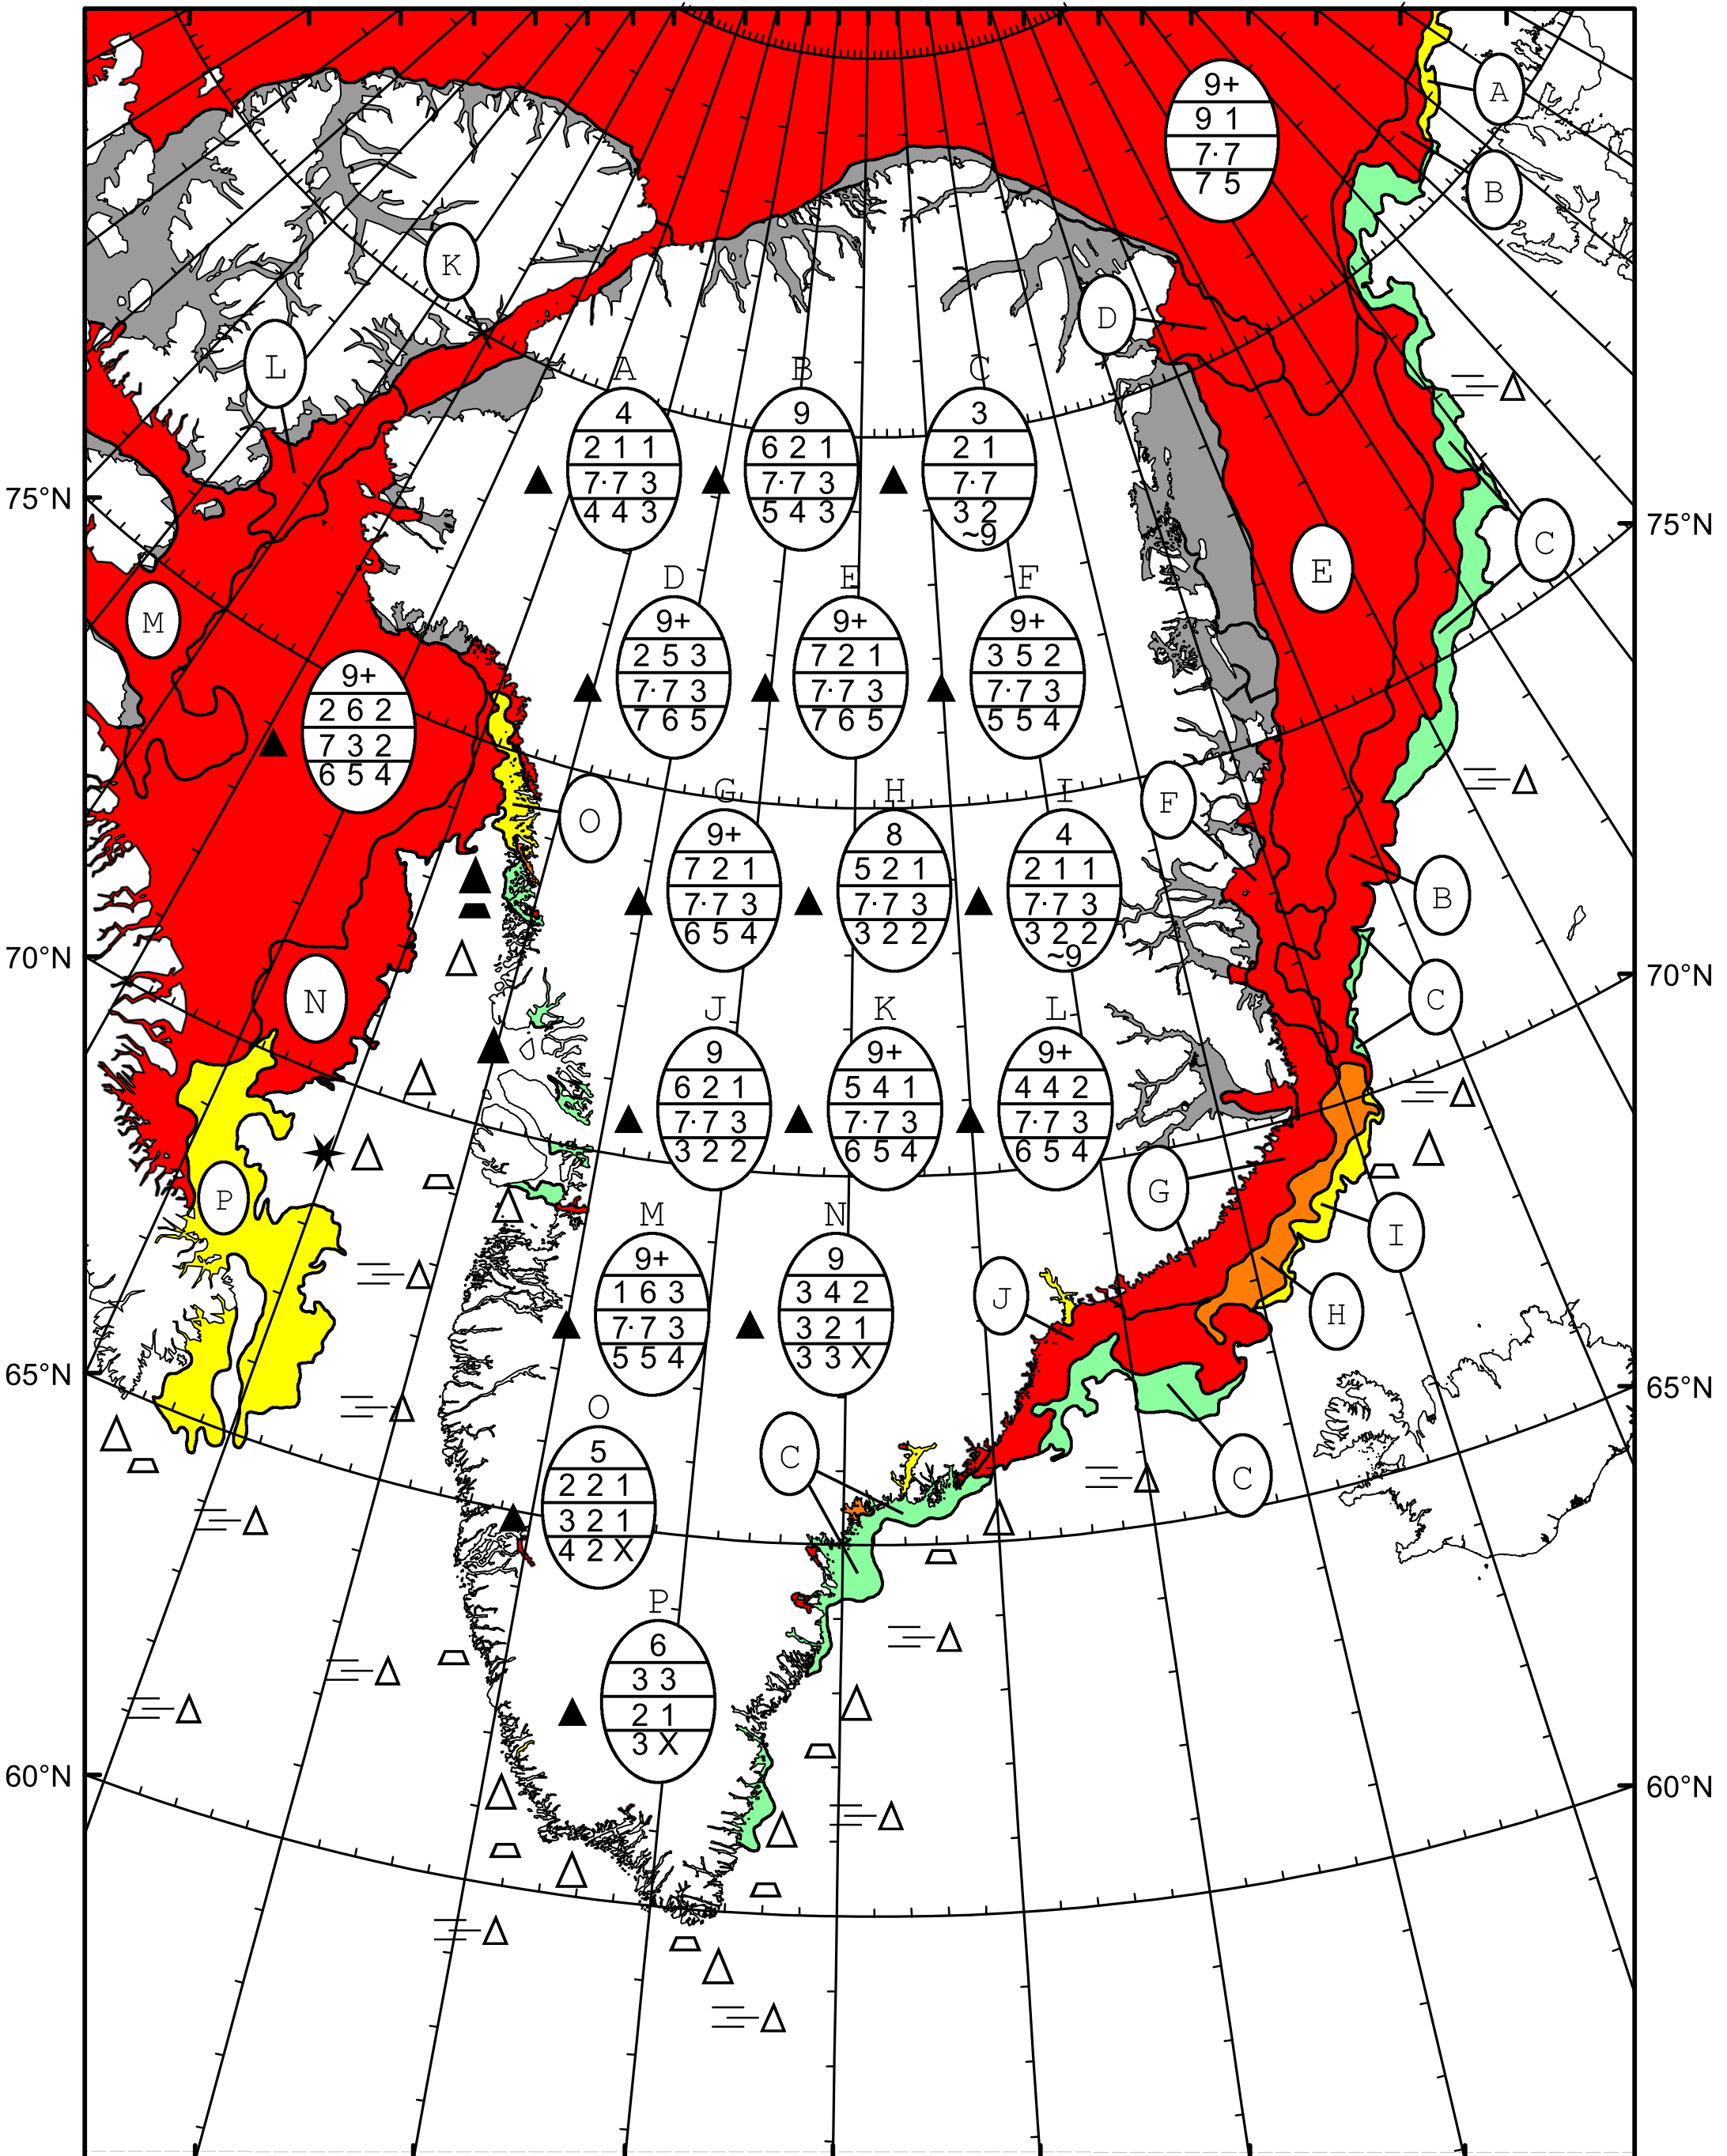 9+
9 1
7·7
7 5
A
B
K
D
L
A
B
C
4
2 1 1
7·7 3
4 4 3
9
6 2 1
7·7 3
5 4 3
3
2 1
7·7
3 2
~9
75°N
75°N
C
E
M
D
E
F
9+
2 5 3
7·7 3
7 6 5
9+
7 2 1
7·7 3
7 6 5
9+
3 5 2
7·7 3
5 5 4
9+
2 6 2
7 3 2
6 5 4
O
F
B
G
H
I
9+
7 2 1
7·7 3
6 5 4
8
5 2 1
7·7 3
3 2 2
4
2 1 1
7·7 3
3 2 2
~9
70°N
70°N
N
C
J
K
L
9
6 2 1
7·7 3
3 2 2
9+
5 4 1
7·7 3
6 5 4
9+
4 4 2
7·7 3
6 5 4
P
G
I
M
N
9+
1 6 3
7·7 3
5 5 4
9
3 4 2
3 2 1
3 3 X
J
H
65°N
65°N
O
5
2 2 1
3 2 1
4 2 X
C
C
P
6
3 3
2 1
3 X
60°N
60°N